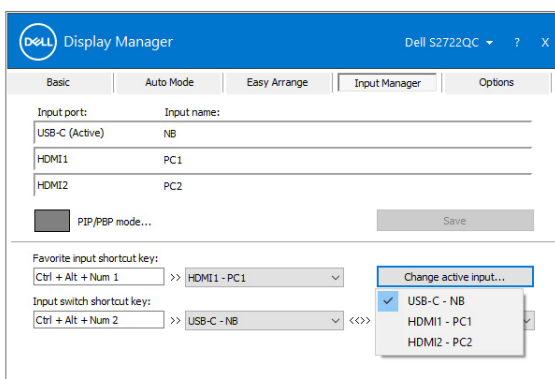 DELL Display Manager Dell S2722QC ? X
Basic Auto Mode Easy Arrange Input Manager Options
Input port: Input name:
USB-C (Active) NB
HDMI1 PC1
HDMI2 PC2
PIP/PBP mode... Save
Favorite input shortcut key:
Ctrl + Alt + Num 1 >> HDMI1 - PC1 Change active input...
Input switch shortcut key:
Ctrl + Alt + Num 2 >> USB-C - NB <<>>
USB-C - NB
HDMI1 - PC1
HDMI2 - PC2